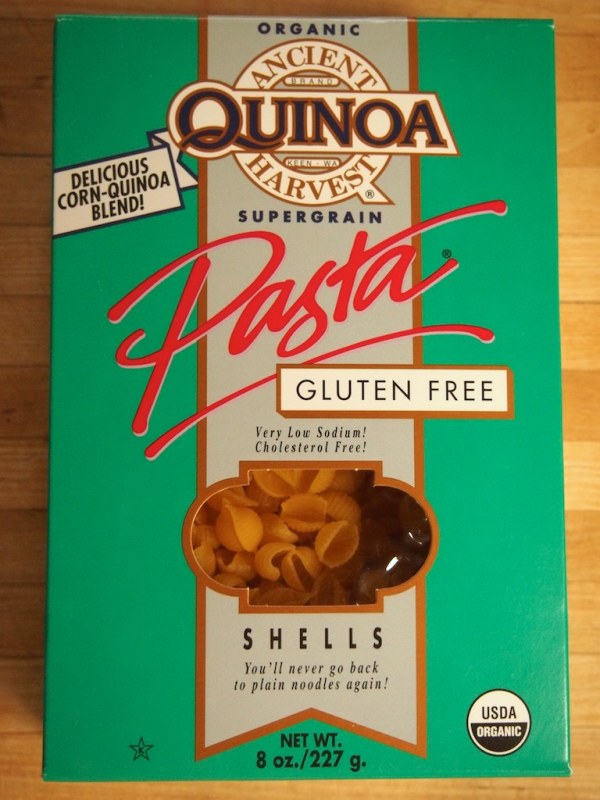 ORGANIC
ANCIENT
BRAND
QUINOA
KEEN-WA
HARVEST®
SUPERGRAIN
DELICIOUS
CORN-QUINOA
BLEND!
Pasta®
GLUTEN FREE
Very Low Sodium!
Cholesterol Free!
SHELLS
You'll never go back
to plain noodles again!
NET WT.
8 oz./227 g.
USDA
ORGANIC
K